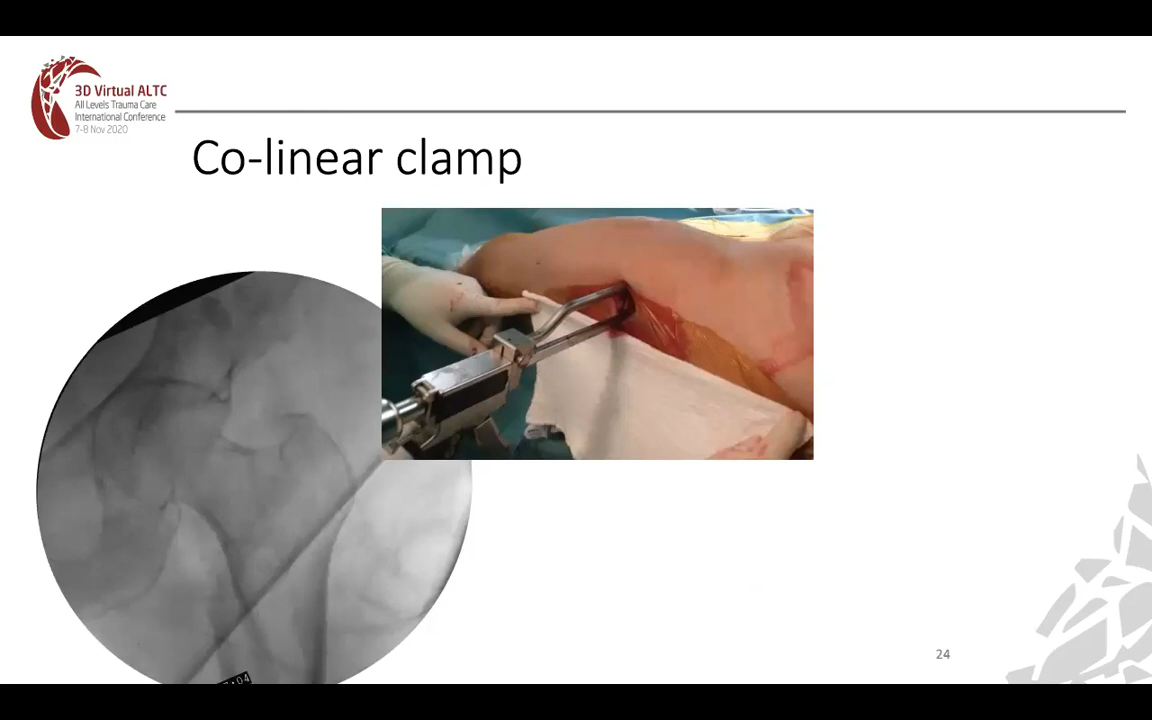 3D Virtual ALTC
All Levels Trauma Care
International Conference
7-8 Nov 2020
Co-linear clamp
24